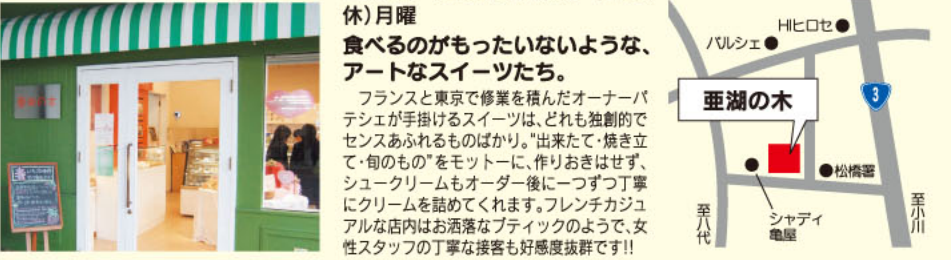 休)月曜
食べるのがもったいないような、
アートなスイーツたち。
　フランスと東京で修業を積んだオーナーパ
テシェが手掛けるスイーツは、どれも独創的で
センスあふれるものばかり。"出来たて・焼き立
て・旬のもの"をモットーに、作りおきはせず、
シュークリームもオーダー後に一つずつ丁寧
にクリームを詰めてくれます。フレンチカジュ
アルな店内はお洒落なブティックのようで、女
性スタッフの丁寧な接客も好感度抜群です!!
HIヒロセ
パルシェ
3
亜湖の木
松橋署
シャディ
亀屋
至八代
至小川